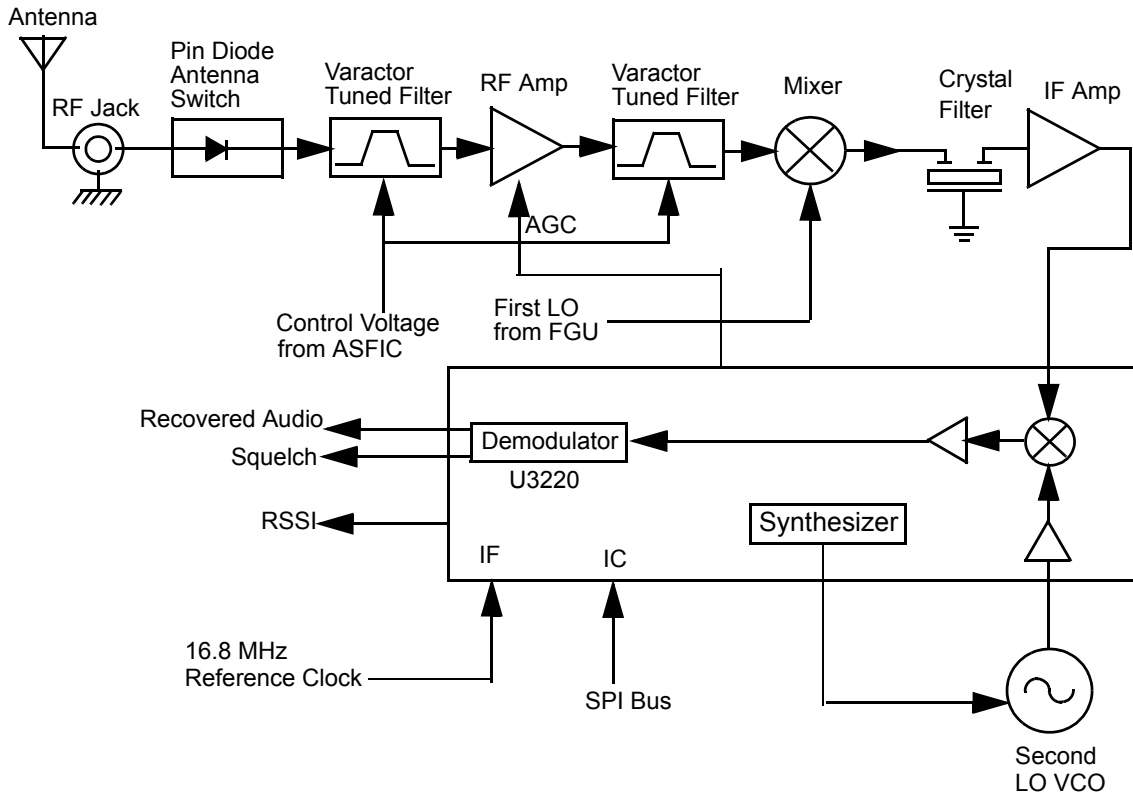 Antenna
RF Jack
Pin Diode
Antenna
Switch
Varactor
Tuned Filter
RF Amp
Varactor
Tuned Filter
Mixer
Crystal
Filter
IF Amp
AGC
Control Voltage
from ASFIC
First LO
from FGU
Recovered Audio
Squelch
Demodulator
U3220
RSSI
Synthesizer
IF
IC
16.8 MHz
Reference Clock
SPI Bus
Second
LO VCO